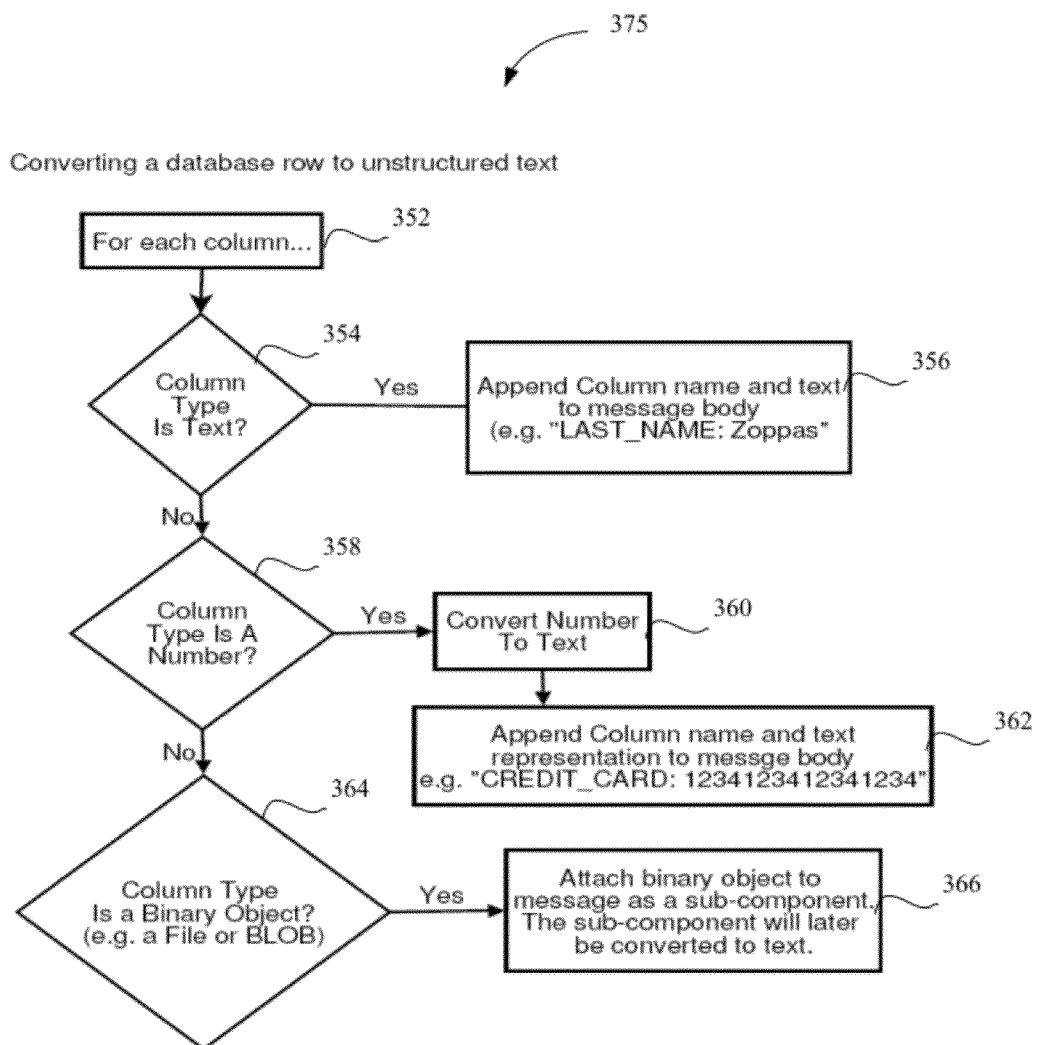 375
Converting a database row to unstructured text
For each column...
352
354
Column
Type
Is Text?
Yes
Append Column name and text
to message body
(e.g. "LAST_NAME: Zoppas"
356
No
358
Column
Type Is A
Number?
Yes
Convert Number
To Text
360
Append Column name and text
representation to messge body
e.g. "CREDIT_CARD: 1234123412341234"
362
No
364
Column Type
Is a Binary Object?
(e.g. a File or BLOB)
Yes
Attach binary object to
message as a sub-component.
The sub-component will later
be converted to text.
366